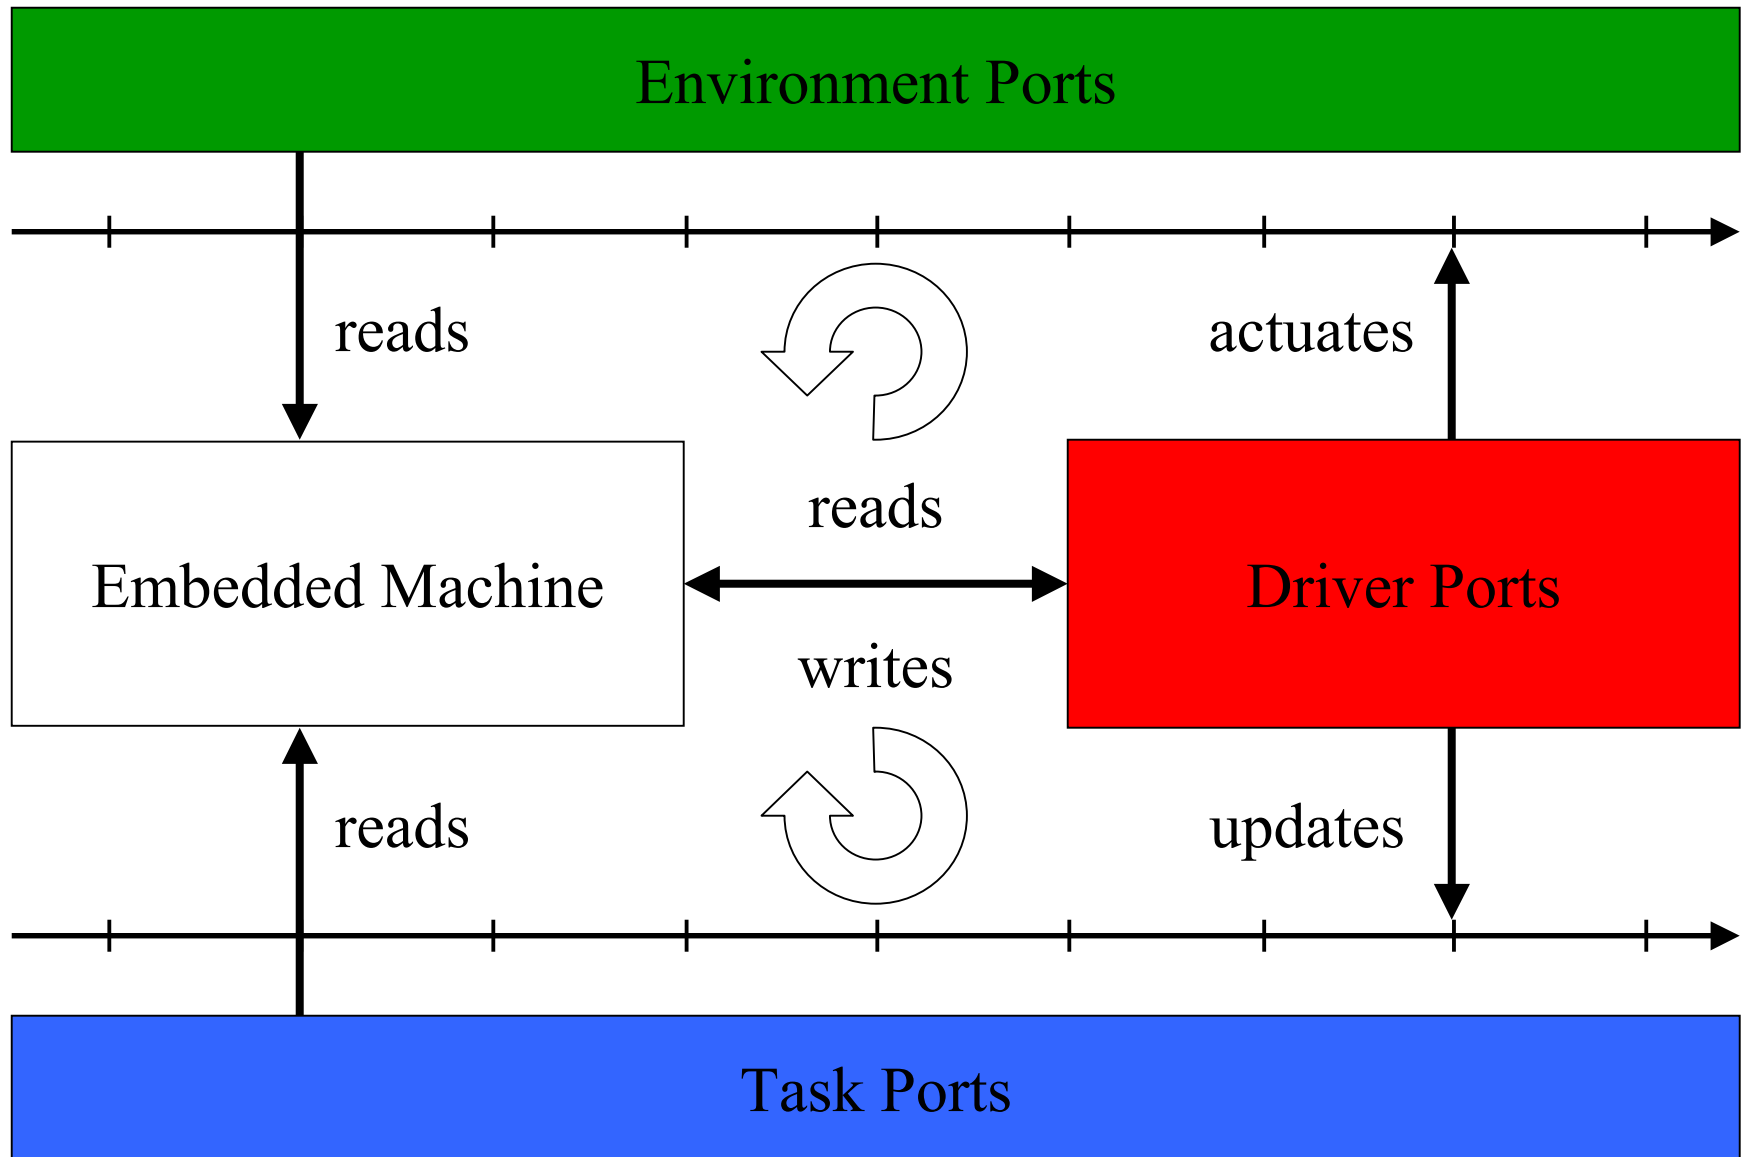 Environment Ports
reads
actuates
reads
Embedded Machine
Driver Ports
writes
reads
updates
Task Ports